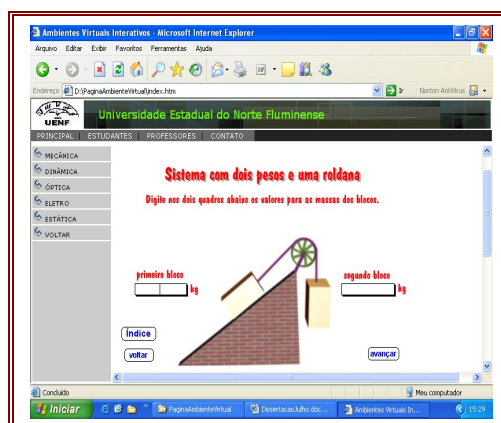 Ambientes Virtuais Interativos - Microsoft Internet Explorer
Arquivo Editar Exibir Favoritos Ferramentas Ajuda
Endereço D:\PaginaAmbienteVirtual\index.htm Ir Norton AntiVirus
UENF
Universidade Estadual do Norte Fluminense
PRINCIPAL | ESTUDANTES | PROFESSORES | CONTATO
MECÂNICA
DINÂMICA
ÓPTICA
ELETRO
ESTÁTICA
VOLTAR
Sistema com dois pesos e uma roldana
Digite nos dois quadros abaixo os valores para as massas dos blocos.
primeiro bloco
kg
segundo bloco
kg
Índice
voltar
avançar
Concluído Meu computador
Iniciar PaginaAmbienteVirtual DissertacaoJulho.doc... Ambientes Virtuais In... 15:29